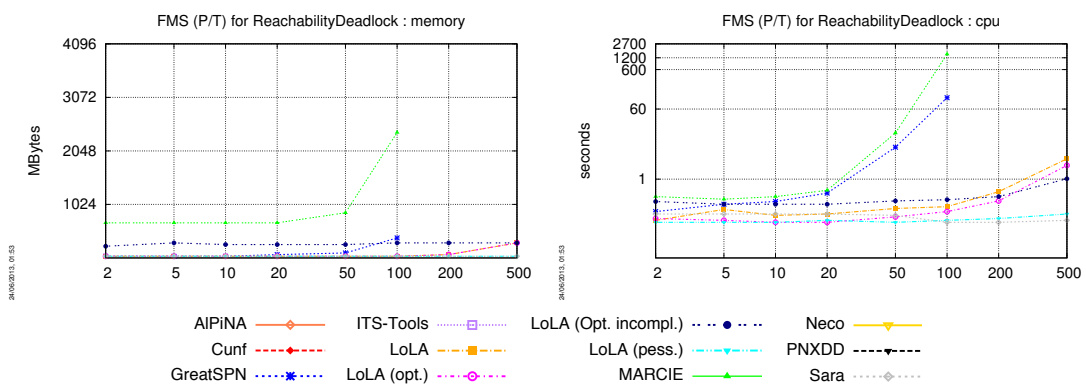 FMS (P/T) for ReachabilityDeadlock : memory
4096
3072
2048
1024
MBytes
2 5 10 20 50 100 200 500
24/06/2013, 01:53
FMS (P/T) for ReachabilityDeadlock : cpu
2700
1200
600
60
1
seconds
2 5 10 20 50 100 200 500
24/06/2013, 01:53
AlPiNA ITS-Tools LoLA (Opt. incompl.) Neco
Cunf LoLA LoLA (pess.) PNXDD
GreatSPN LoLA (opt.) MARCIE Sara